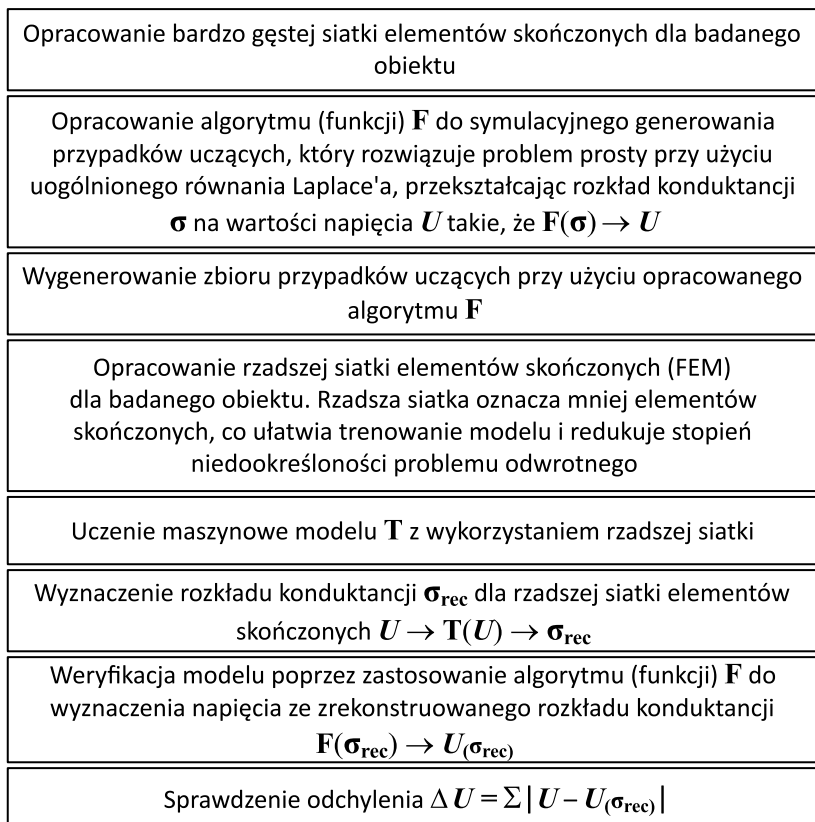 Opracowanie bardzo gęstej siatki elementów skończonych dla badanego
obiektu
Opracowanie algorytmu (funkcji) F do symulacyjnego generowania
przypadków uczących, który rozwiązuje problem prosty przy użyciu
uogólnionego równania Laplace'a, przekształcając rozkład konduktancji
σ na wartości napięcia U takie, że F(σ) → U
Wygenerowanie zbioru przypadków uczących przy użyciu opracowanego
algorytmu F
Opracowanie rzadszej siatki elementów skończonych (FEM)
dla badanego obiektu. Rzadsza siatka oznacza mniej elementów
skończonych, co ułatwia trenowanie modelu i redukuje stopień
niedookreśloności problemu odwrotnego
Uczenie maszynowe modelu T z wykorzystaniem rzadszej siatki
Wyznaczenie rozkładu konduktancji σrec dla rzadszej siatki elementów
skończonych U → T(U) → σrec
Weryfikacja modelu poprzez zastosowanie algorytmu (funkcji) F do
wyznaczenia napięcia ze zrekonstruowanego rozkładu konduktancji
F(σrec) → U(σrec)
Sprawdzenie odchylenia Δ U = Σ | U − U(σrec) |